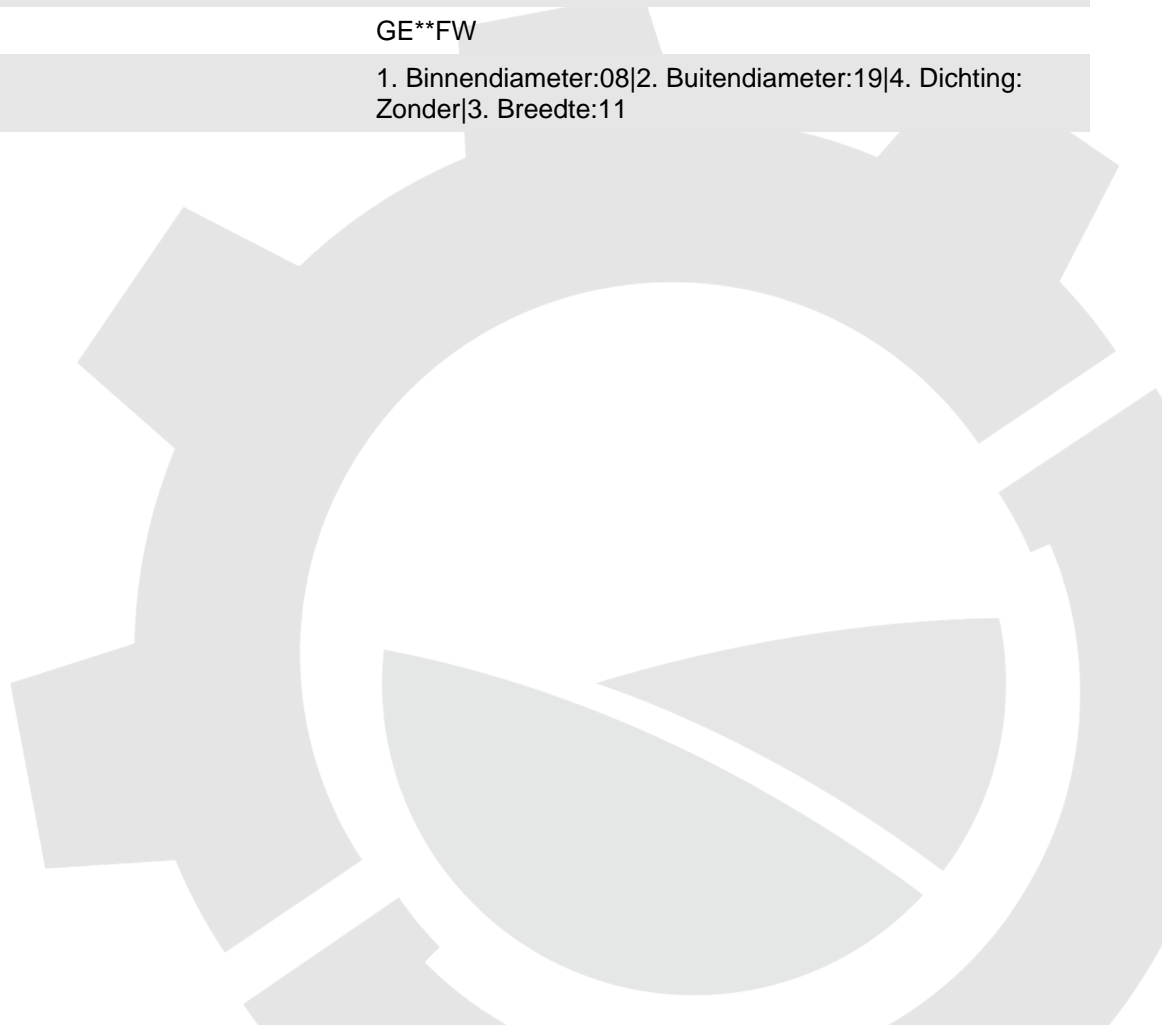 GE**FW
1. Binnendiameter:08|2. Buitendiameter:19|4. Dichting:
Zonder|3. Breedte:11